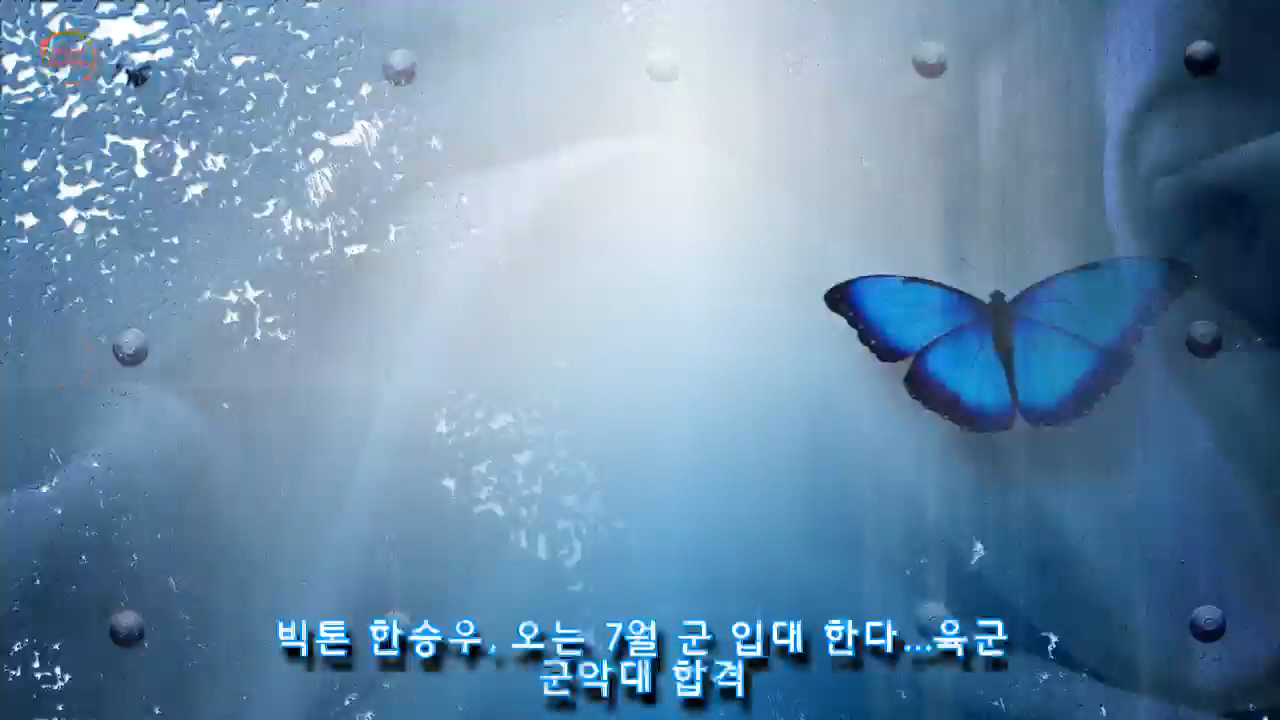 빅톤 한승우, 오는 7월 군 입대 한다...육군
군악대 합격